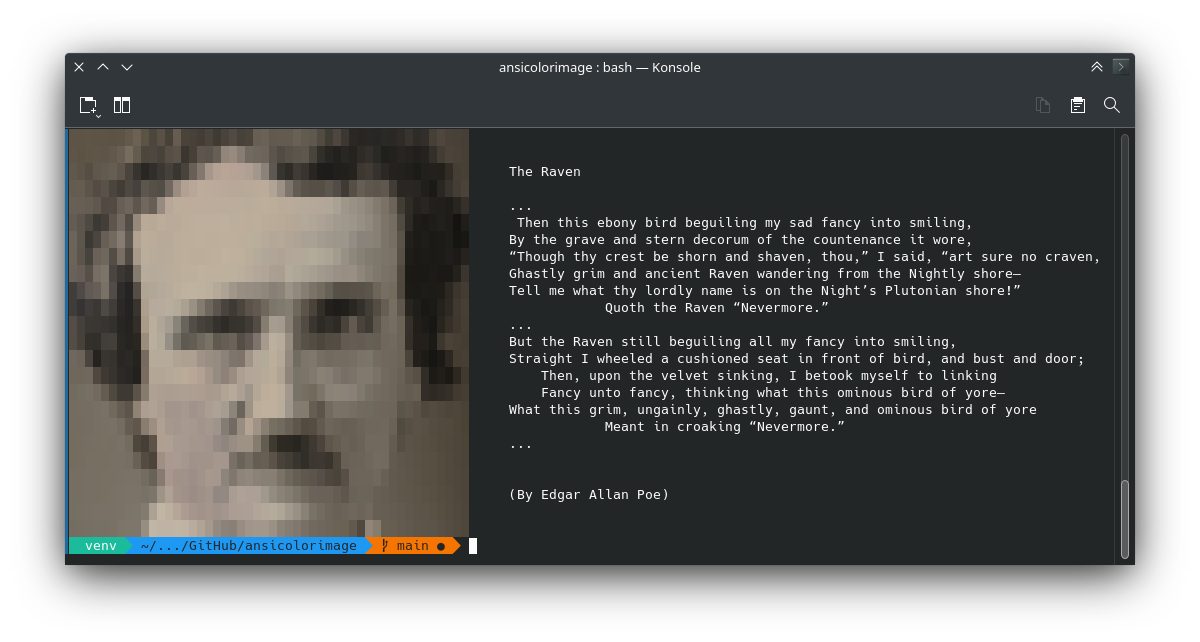 ansicolorimage : bash — Konsole
The Raven
...
Then this ebony bird beguiling my sad fancy into smiling,
By the grave and stern decorum of the countenance it wore,
“Though thy crest be shorn and shaven, thou,” I said, “art sure no craven,
Ghastly grim and ancient Raven wandering from the Nightly shore—
Tell me what thy lordly name is on the Night’s Plutonian shore!”
Quoth the Raven “Nevermore.”
...
But the Raven still beguiling all my fancy into smiling,
Straight I wheeled a cushioned seat in front of bird, and bust and door;
Then, upon the velvet sinking, I betook myself to linking
Fancy unto fancy, thinking what this ominous bird of yore—
What this grim, ungainly, ghastly, gaunt, and ominous bird of yore
Meant in croaking “Nevermore.”
...
(By Edgar Allan Poe)
venv ~/.../GitHub/ansicolorimage main ●